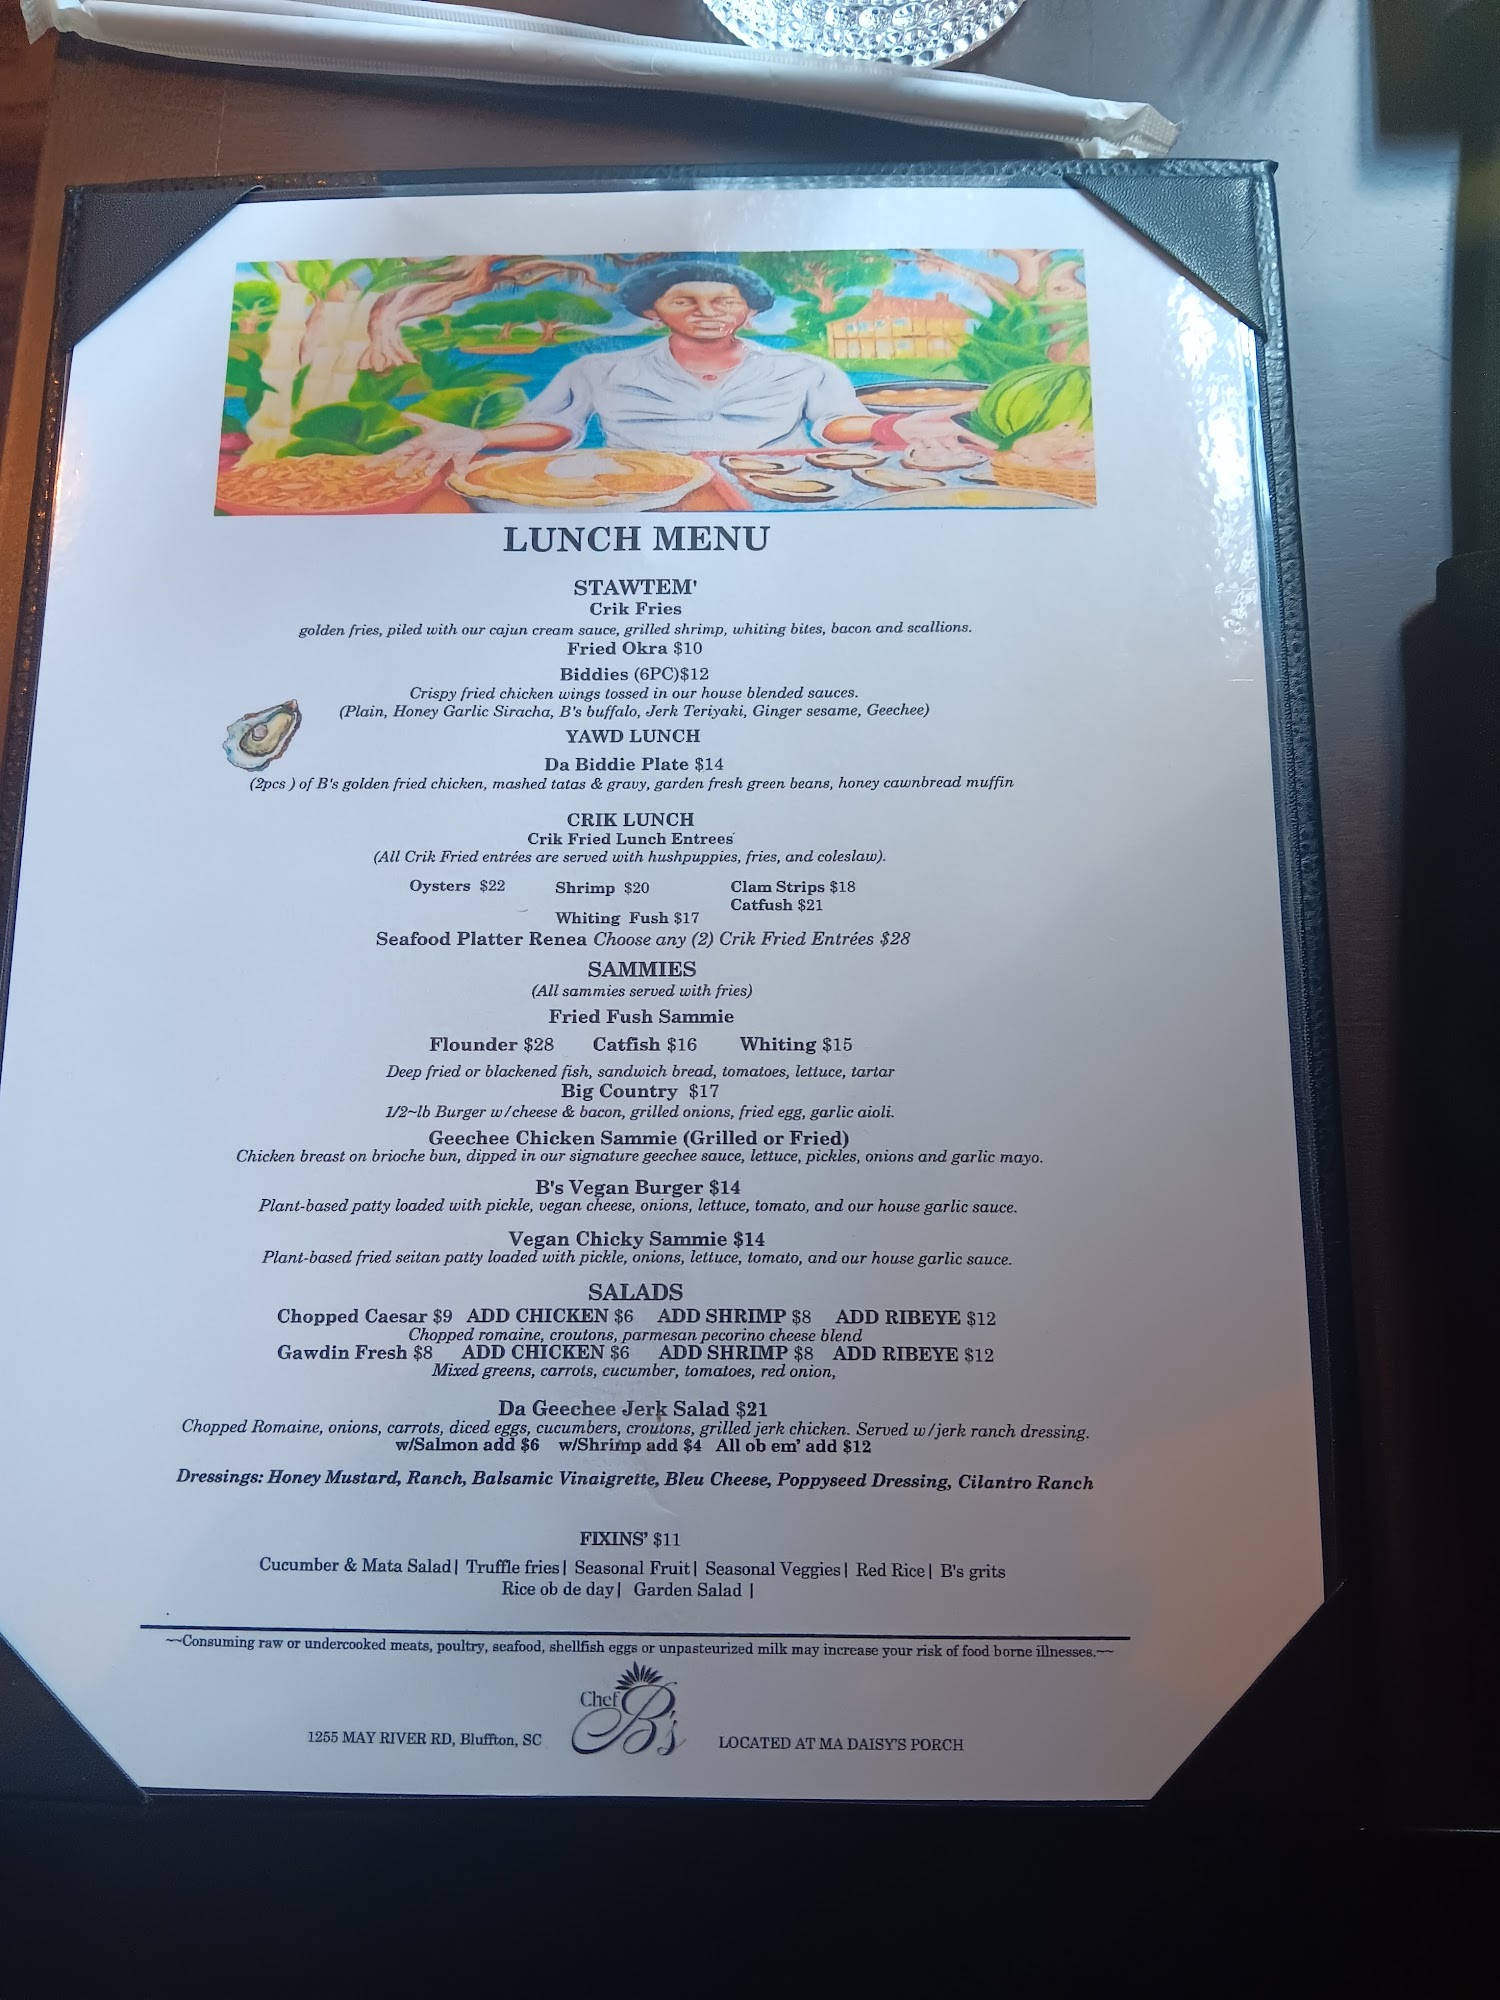 LUNCH MENU
STAWTEM'
Crik Fries
golden fries, piled with our cajun cream sauce, grilled shrimp, whiting bites, bacon and scallions.
Fried Okra $10
Biddies (6PC)$12
Crispy fried chicken wings tossed in our house blended sauces.
(Plain, Honey Garlic Siracha, B's buffalo, Jerk Teriyaki, Ginger sesame, Geechee)
YAWD LUNCH
Da Biddie Plate $14
(2pcs ) of B's golden fried chicken, mashed tatas & gravy, garden fresh green beans, honey cawnbread muffin
CRIK LUNCH
Crik Fried Lunch Entrees
(All Crik Fried entrées are served with hushpuppies, fries, and coleslaw).
Oysters $22 Shrimp $20 Clam Strips $18
Catfush $21
Whiting Fush $17
Seafood Platter Renea Choose any (2) Crik Fried Entrées $28
SAMMIES
(All sammies served with fries)
Fried Fush Sammie
Flounder $28 Catfish $16 Whiting $15
Deep fried or blackened fish, sandwich bread, tomatoes, lettuce, tartar
Big Country $17
1/2~lb Burger w/cheese & bacon, grilled onions, fried egg, garlic aioli.
Geechee Chicken Sammie (Grilled or Fried)
Chicken breast on brioche bun, dipped in our signature geechee sauce, lettuce, pickles, onions and garlic mayo.
B's Vegan Burger $14
Plant-based patty loaded with pickle, vegan cheese, onions, lettuce, tomato, and our house garlic sauce.
Vegan Chicky Sammie $14
Plant-based fried seitan patty loaded with pickle, onions, lettuce, tomato, and our house garlic sauce.
SALADS
Chopped Caesar $9 ADD CHICKEN $6 ADD SHRIMP $8 ADD RIBEYE $12
Chopped romaine, croutons, parmesan pecorino cheese blend
Gawdin Fresh $8 ADD CHICKEN $6 ADD SHRIMP $8 ADD RIBEYE $12
Mixed greens, carrots, cucumber, tomatoes, red onion,
Da Geechee Jerk Salad $21
Chopped Romaine, onions, carrots, diced eggs, cucumbers, croutons, grilled jerk chicken. Served w/jerk ranch dressing.
w/Salmon add $6 w/Shrimp add $4 All ob em' add $12
Dressings: Honey Mustard, Ranch, Balsamic Vinaigrette, Bleu Cheese, Poppyseed Dressing, Cilantro Ranch
FIXINS' $11
Cucumber & Mata Salad| Truffle fries| Seasonal Fruit| Seasonal Veggies| Red Rice| B's grits
Rice ob de day| Garden Salad |
~~Consuming raw or undercooked meats, poultry, seafood, shellfish eggs or unpasteurized milk may increase your risk of food borne illnesses.~~
Chef B's
1255 MAY RIVER RD, Bluffton, SC LOCATED AT MA DAISY'S PORCH